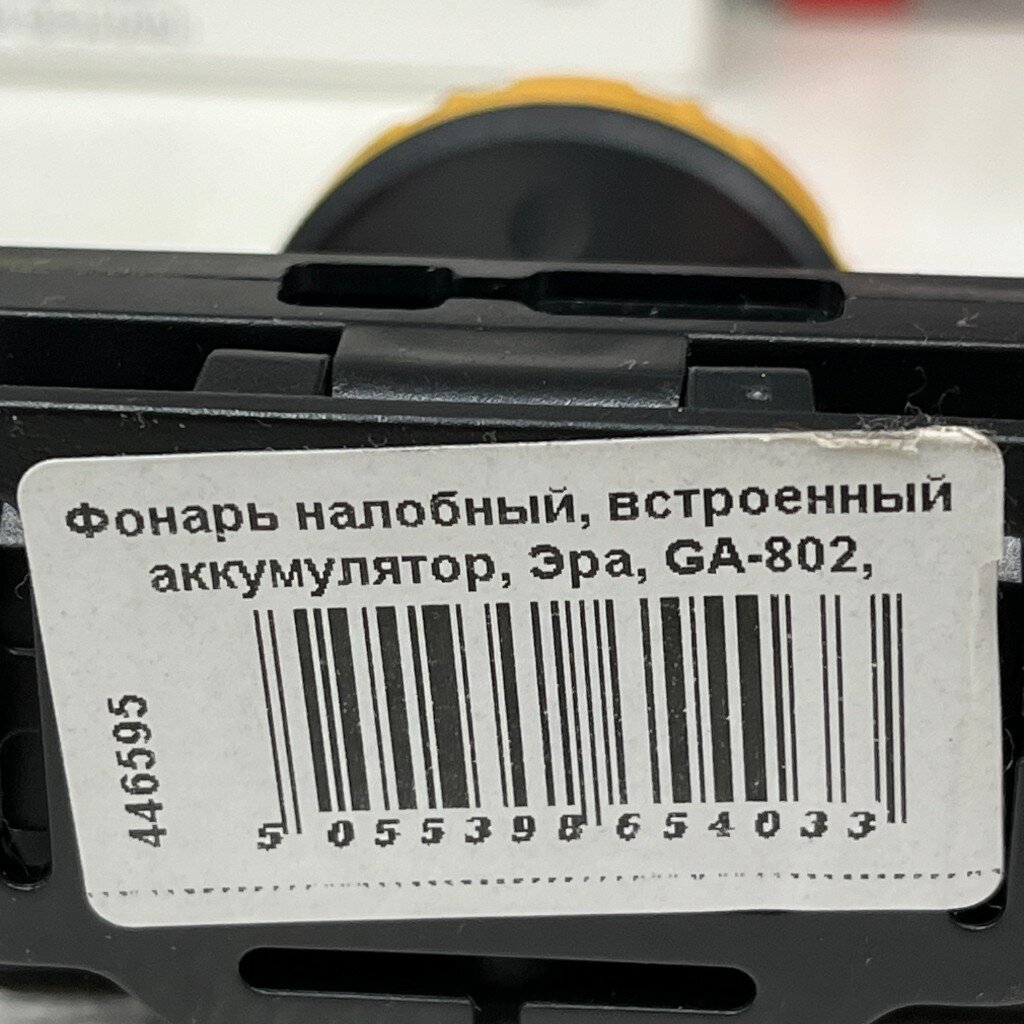 Фонарь налобный, встроенный
аккумулятор, Эра, GA-802,
446595
5 055398 654033